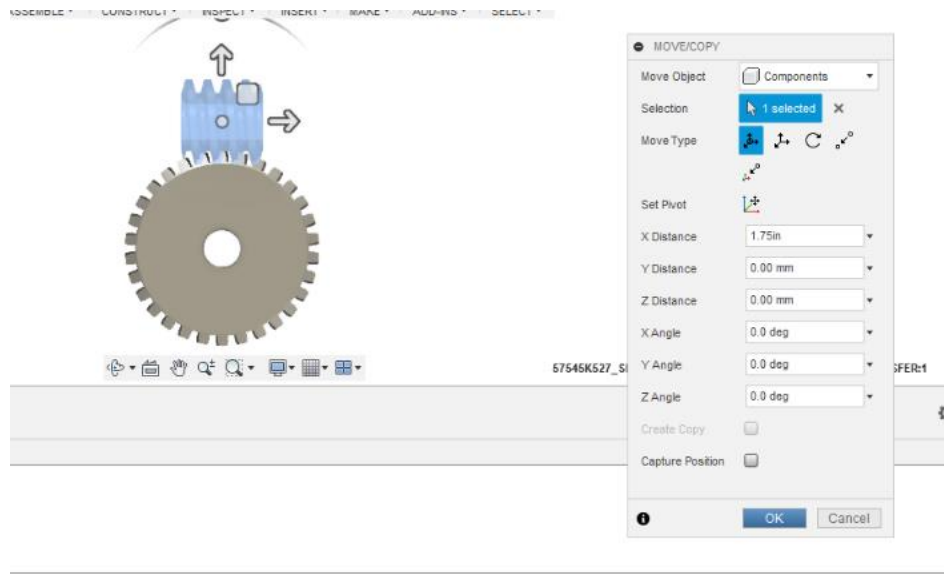 ASSEMBLE CONSTRUCT INSPECT INSERT MAKE ADD-INS SELECT
MOVE/COPY
Move Object Components
Selection 1 selected
Move Type
Set Pivot
X Distance 1.75in
Y Distance 0.00 mm
Z Distance 0.00 mm
X Angle 0.0 deg
57545K527_S
SFER:1
Y Angle 0.0 deg
Z Angle 0.0 deg
Create Copy
Capture Position
OK Cancel